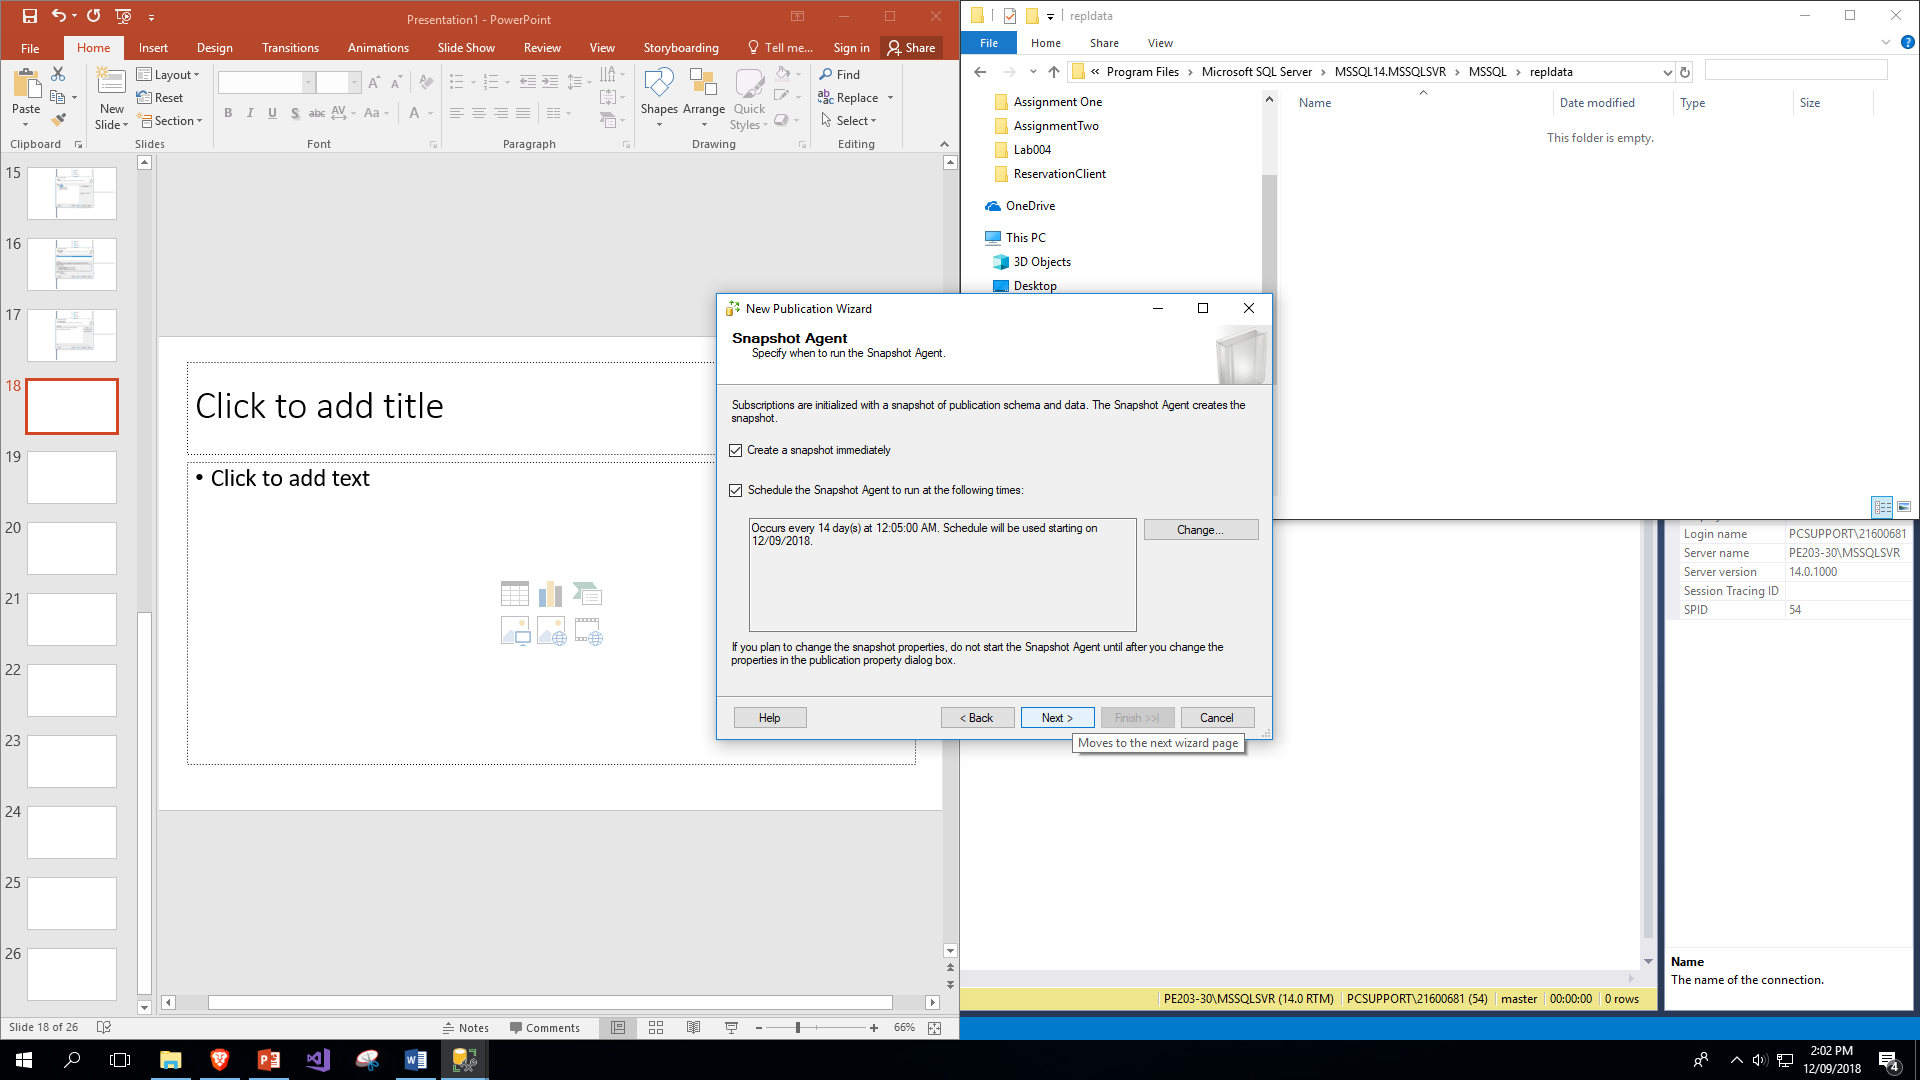 Presentation1 - PowerPoint
File Home Insert Design Transitions Animations Slide Show Review View Storyboarding Tell me... Sign in Share
Paste
New
Slide
Layout
Reset
Section
B I U S abc AV Aa A
Shapes Arrange Quick
Styles
Find
Replace
Select
Clipboard Slides Font Paragraph Drawing Editing
15
16
17
18
19
20
21
22
23
24
25
26
Click to add title
• Click to add text
Slide 18 of 26
Notes Comments 66%
repldata
File Home Share View
« Program Files Microsoft SQL Server MSSQL14.MSSQLSVR MSSQL repldata
Assignment One
AssignmentTwo
Lab004
ReservationClient
OneDrive
This PC
3D Objects
Desktop
Name Date modified Type Size
This folder is empty.
New Publication Wizard
Snapshot Agent
Specify when to run the Snapshot Agent.
Subscriptions are initialized with a snapshot of publication schema and data. The Snapshot Agent creates the
snapshot.
Create a snapshot immediately
Schedule the Snapshot Agent to run at the following times:
Occurs every 14 day(s) at 12:05:00 AM. Schedule will be used starting on
12/09/2018.
Change...
If you plan to change the snapshot properties, do not start the Snapshot Agent until after you change the
properties in the publication property dialog box.
Help < Back Next > Finish >>| Cancel
Moves to the next wizard page
Login name PCSUPPORT\21600681
Server name PE203-30\MSSQLSVR
Server version 14.0.1000
Session Tracing ID
SPID 54
Name
The name of the connection.
PE203-30\MSSQLSVR (14.0 RTM) PCSUPPORT\21600681 (54) master 00:00:00 0 rows
2:02 PM
12/09/2018
4